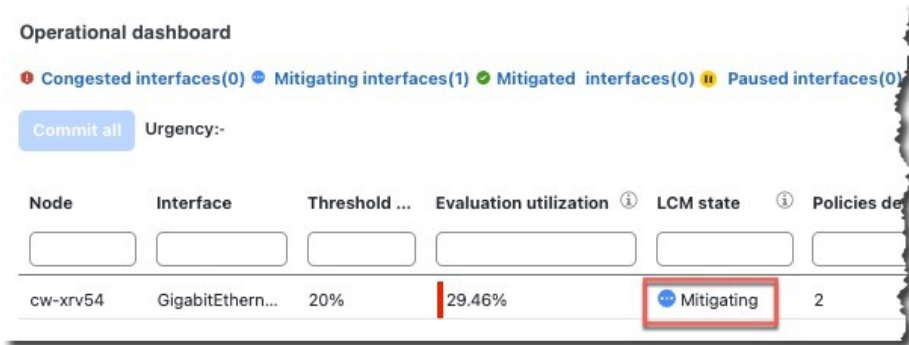 Operational dashboard
Congested interfaces(0) Mitigating interfaces(1) Mitigated interfaces(0) Paused interfaces(0)
Commit all Urgency:-
Node Interface Threshold ... Evaluation utilization LCM state Policies de
cw-xrv54 GigabitEthern... 20% 29.46% Mitigating 2